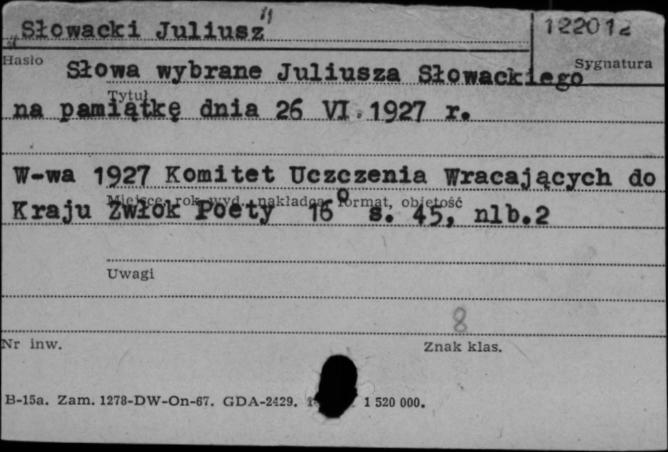 „Słowacki Juliusz" 122012
Hasło Sygnatura
Słowa wybrane Juliusza Słowackiego
Tytuł
na pamiątkę dnia 26 VI. 1927 r.
W-wa 1927 Komitet Uczczenia Wracających do
Miejsce, rok wyd., nakładca, format, objętość
Kraju Zwłok Poety 16° s. 45, nlb.2
Uwagi
8
Nr inw. Znak klas.
B-15a. Zam. 1278-DW-On-67. GDA-2429. 1 520 000.